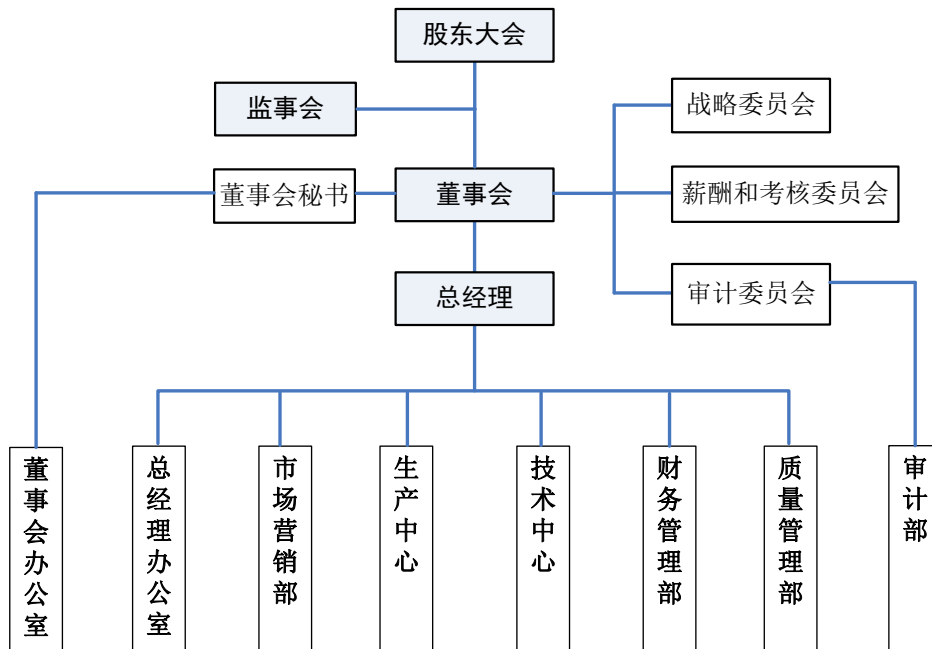 股东大会
监事会
战略委员会
董事会秘书
董事会
薪酬和考核委员会
总经理
审计委员会
董事会办公室
总经理办公室
市场营销部
生产中心
技术中心
财务管理部
质量管理部
审计部